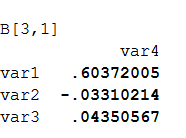 B[3,1]
var4
var1 .60372005
var2 -.03310214
var3 .04350567